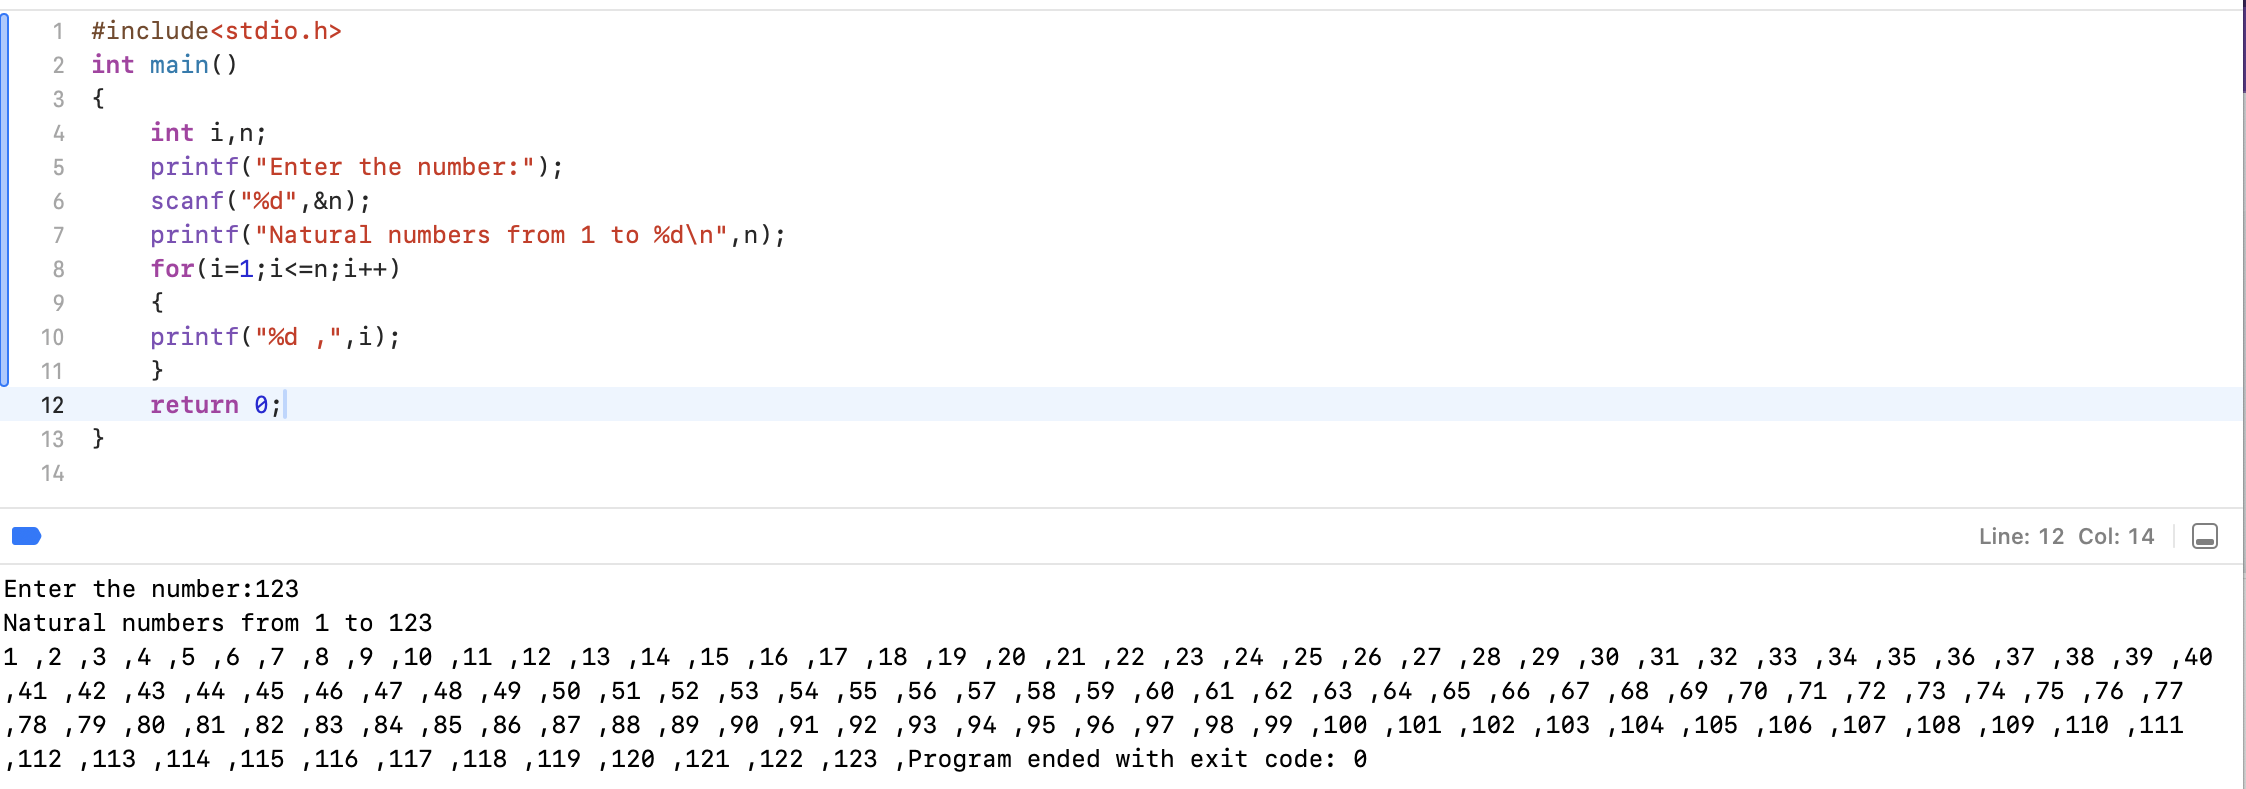 1 #include<stdio.h>
2 int main()
3 {
4     int i,n;
5     printf("Enter the number:");
6     scanf("%d",&n);
7     printf("Natural numbers from 1 to %d\n",n);
8     for(i=1;i<=n;i++)
9     {
10     printf("%d ,",i);
11     }
12     return 0;
13 }
14
Line: 12 Col: 14
Enter the number:123
Natural numbers from 1 to 123
1 ,2 ,3 ,4 ,5 ,6 ,7 ,8 ,9 ,10 ,11 ,12 ,13 ,14 ,15 ,16 ,17 ,18 ,19 ,20 ,21 ,22 ,23 ,24 ,25 ,26 ,27 ,28 ,29 ,30 ,31 ,32 ,33 ,34 ,35 ,36 ,37 ,38 ,39 ,40
,41 ,42 ,43 ,44 ,45 ,46 ,47 ,48 ,49 ,50 ,51 ,52 ,53 ,54 ,55 ,56 ,57 ,58 ,59 ,60 ,61 ,62 ,63 ,64 ,65 ,66 ,67 ,68 ,69 ,70 ,71 ,72 ,73 ,74 ,75 ,76 ,77
,78 ,79 ,80 ,81 ,82 ,83 ,84 ,85 ,86 ,87 ,88 ,89 ,90 ,91 ,92 ,93 ,94 ,95 ,96 ,97 ,98 ,99 ,100 ,101 ,102 ,103 ,104 ,105 ,106 ,107 ,108 ,109 ,110 ,111
,112 ,113 ,114 ,115 ,116 ,117 ,118 ,119 ,120 ,121 ,122 ,123 ,Program ended with exit code: 0